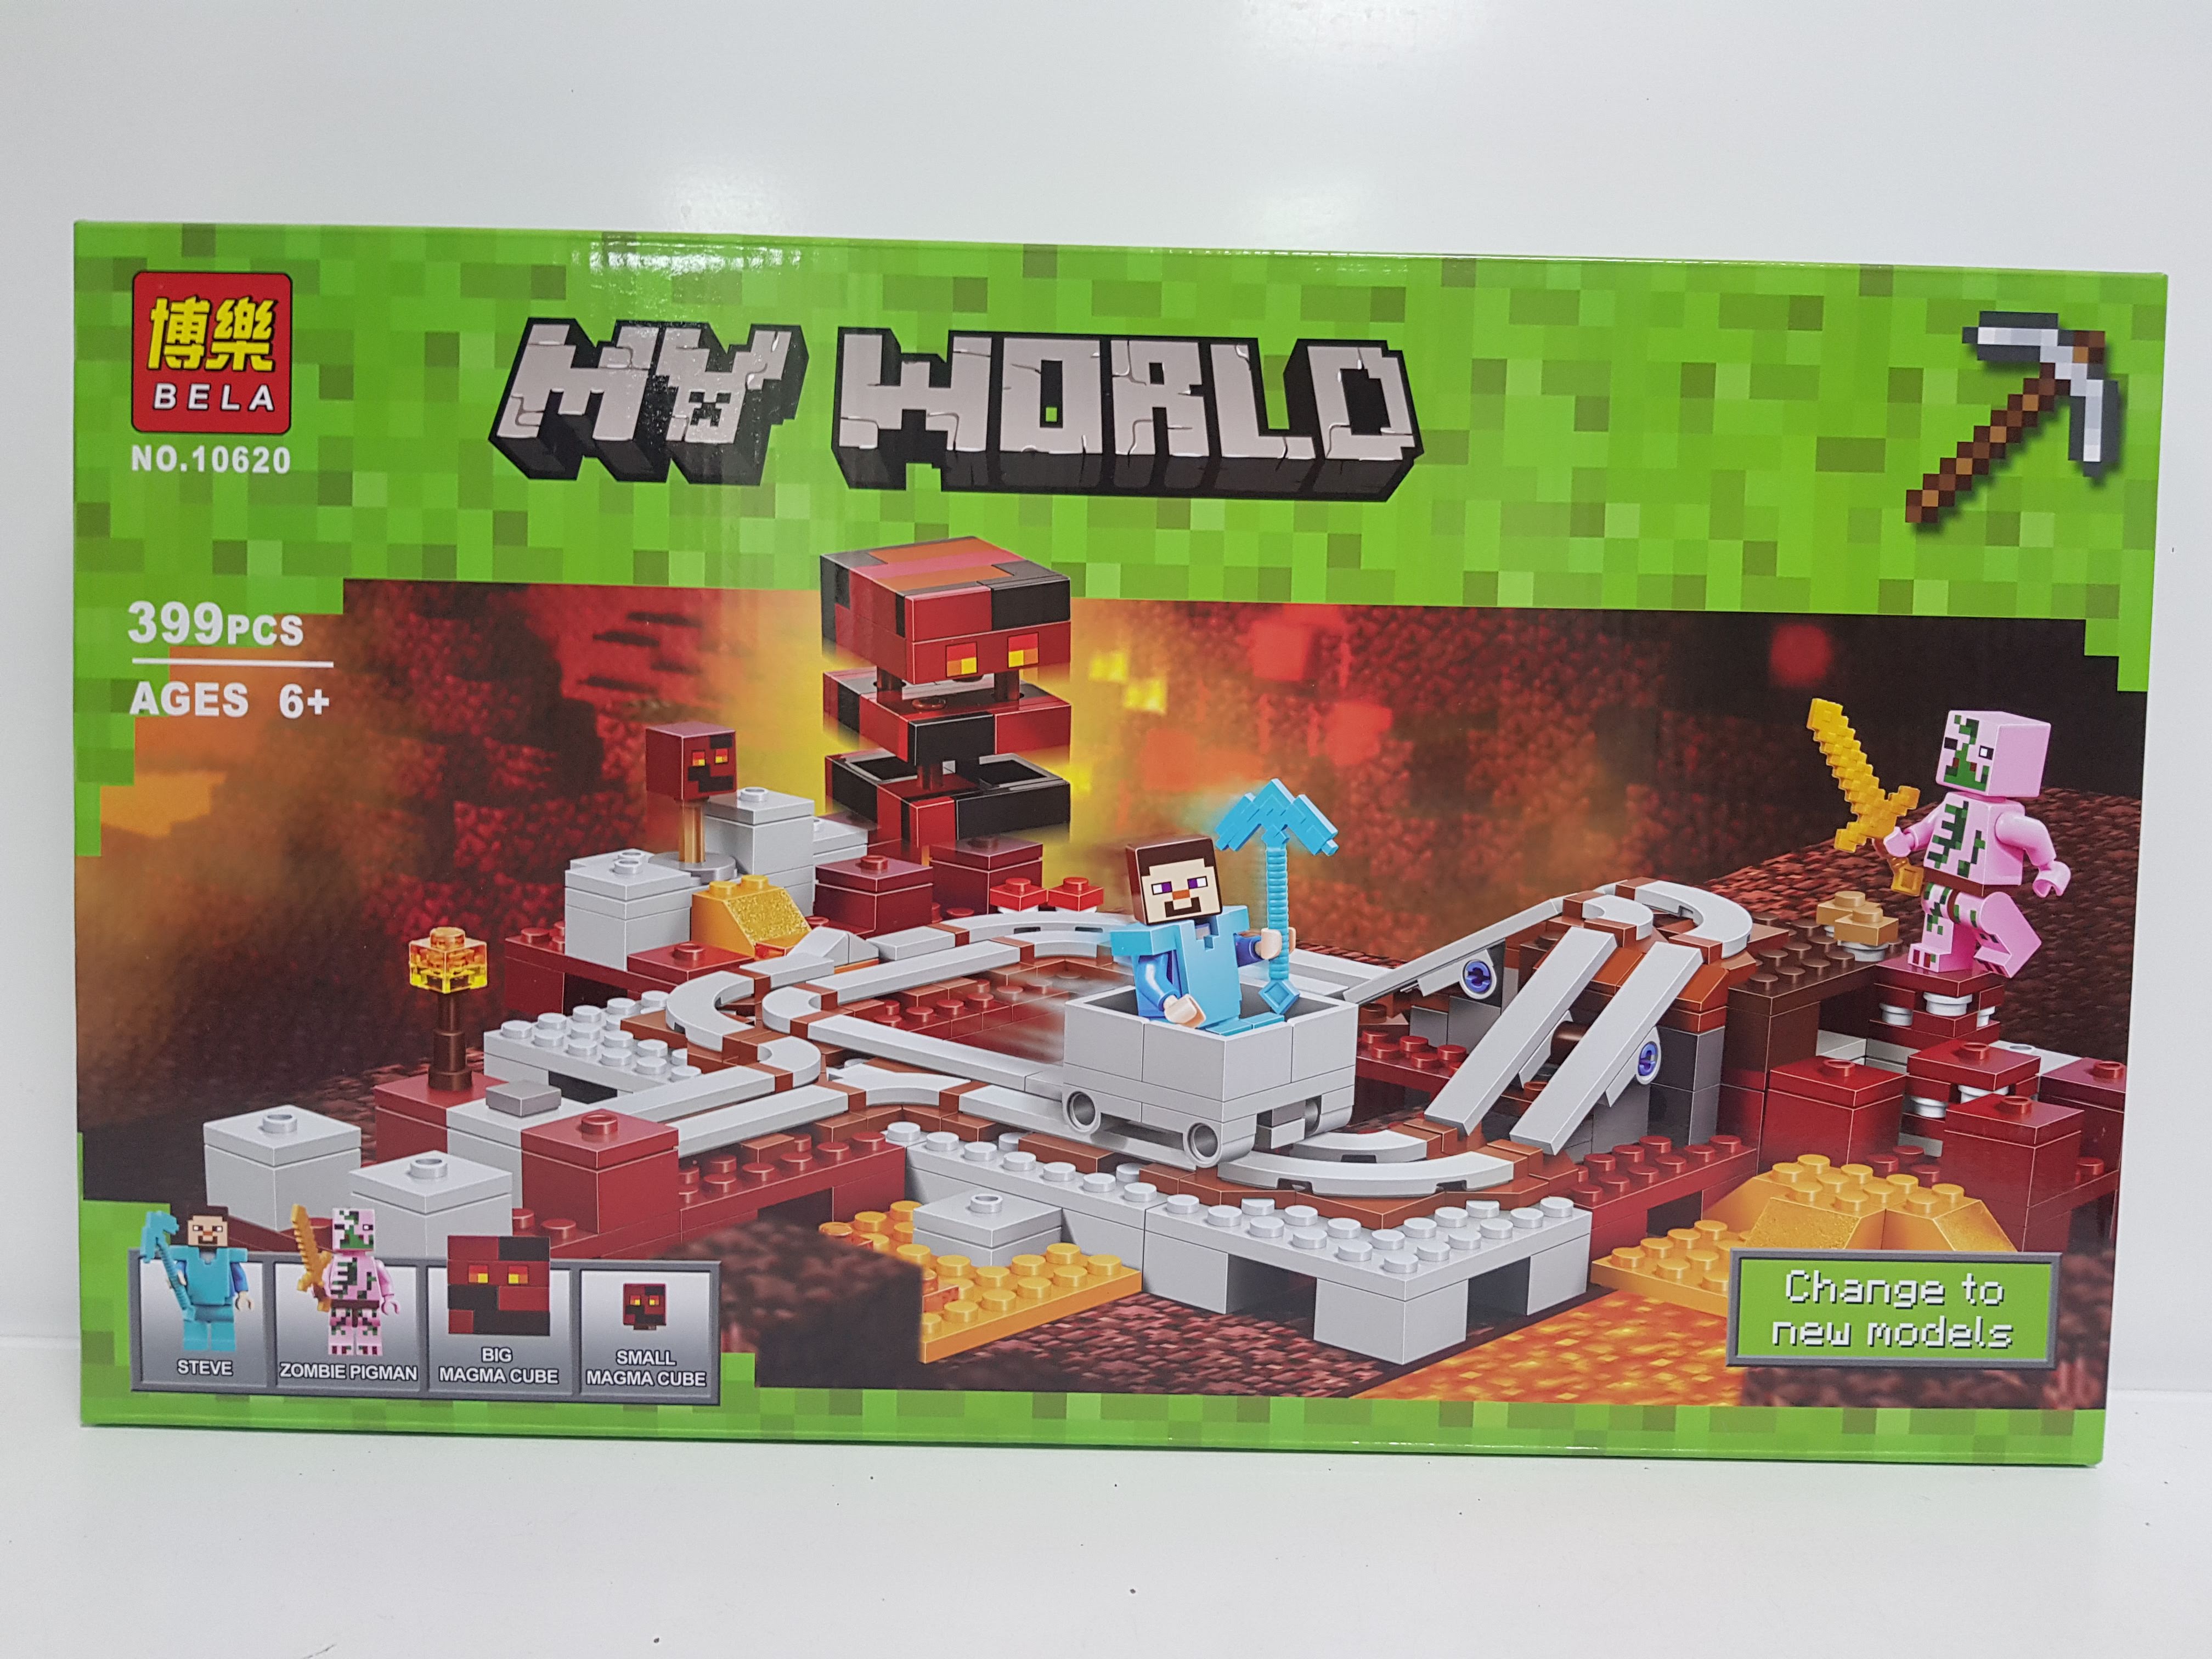 博樂
BELA
NO.10620
MY WORLD
399PCS
AGES 6+
STEVE
ZOMBIE PIGMAN
BIG
MAGMA CUBE
SMALL
MAGMA CUBE
Change to
new models